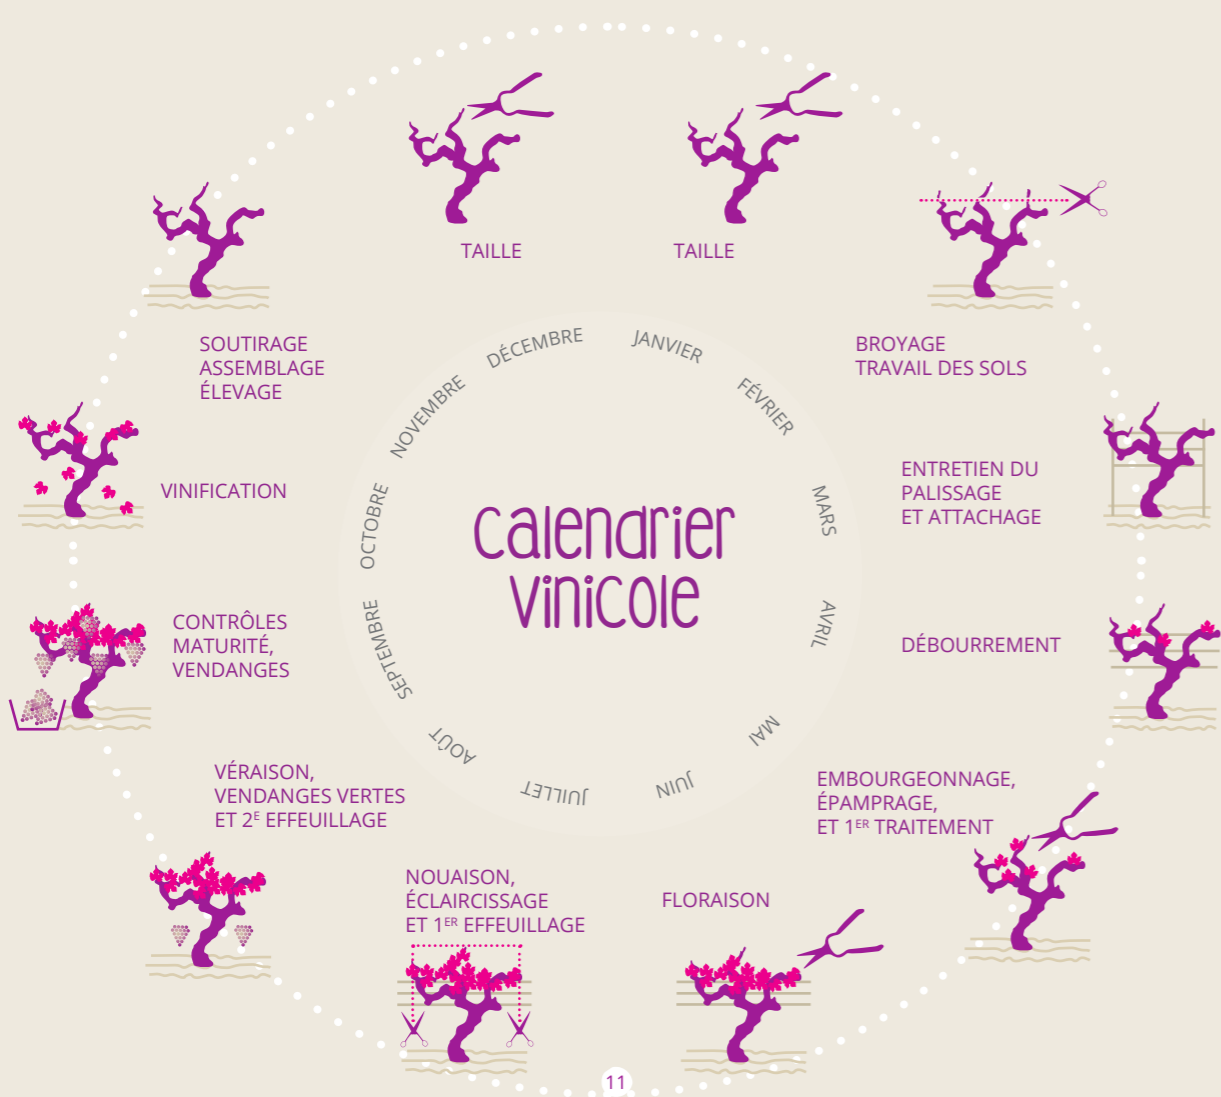 TAILLE
TAILLE
BROYAGE
TRAVAIL DES SOLS
ENTRETIEN DU
PALISSAGE
ET ATTACHAGE
DÉBOURREMENT
EMBOURGEONNAGE,
ÉPAMPRAGE,
ET 1ER TRAITEMENT
FLORAISON
NOUAISON,
ÉCLAIRCISSAGE
ET 1ER EFFEUILLAGE
VÉRAISON,
VENDANGES VERTES
ET 2E EFFEUILLAGE
CONTRÔLES
MATURITÉ,
VENDANGES
VINIFICATION
SOUTIRAGE
ASSEMBLAGE
ÉLEVAGE
JANVIER
FÉVRIER
MARS
AVRIL
MAI
JUIN
JUILLET
AOÛT
SEPTEMBRE
OCTOBRE
NOVEMBRE
DÉCEMBRE
calendrier
vinicole
11